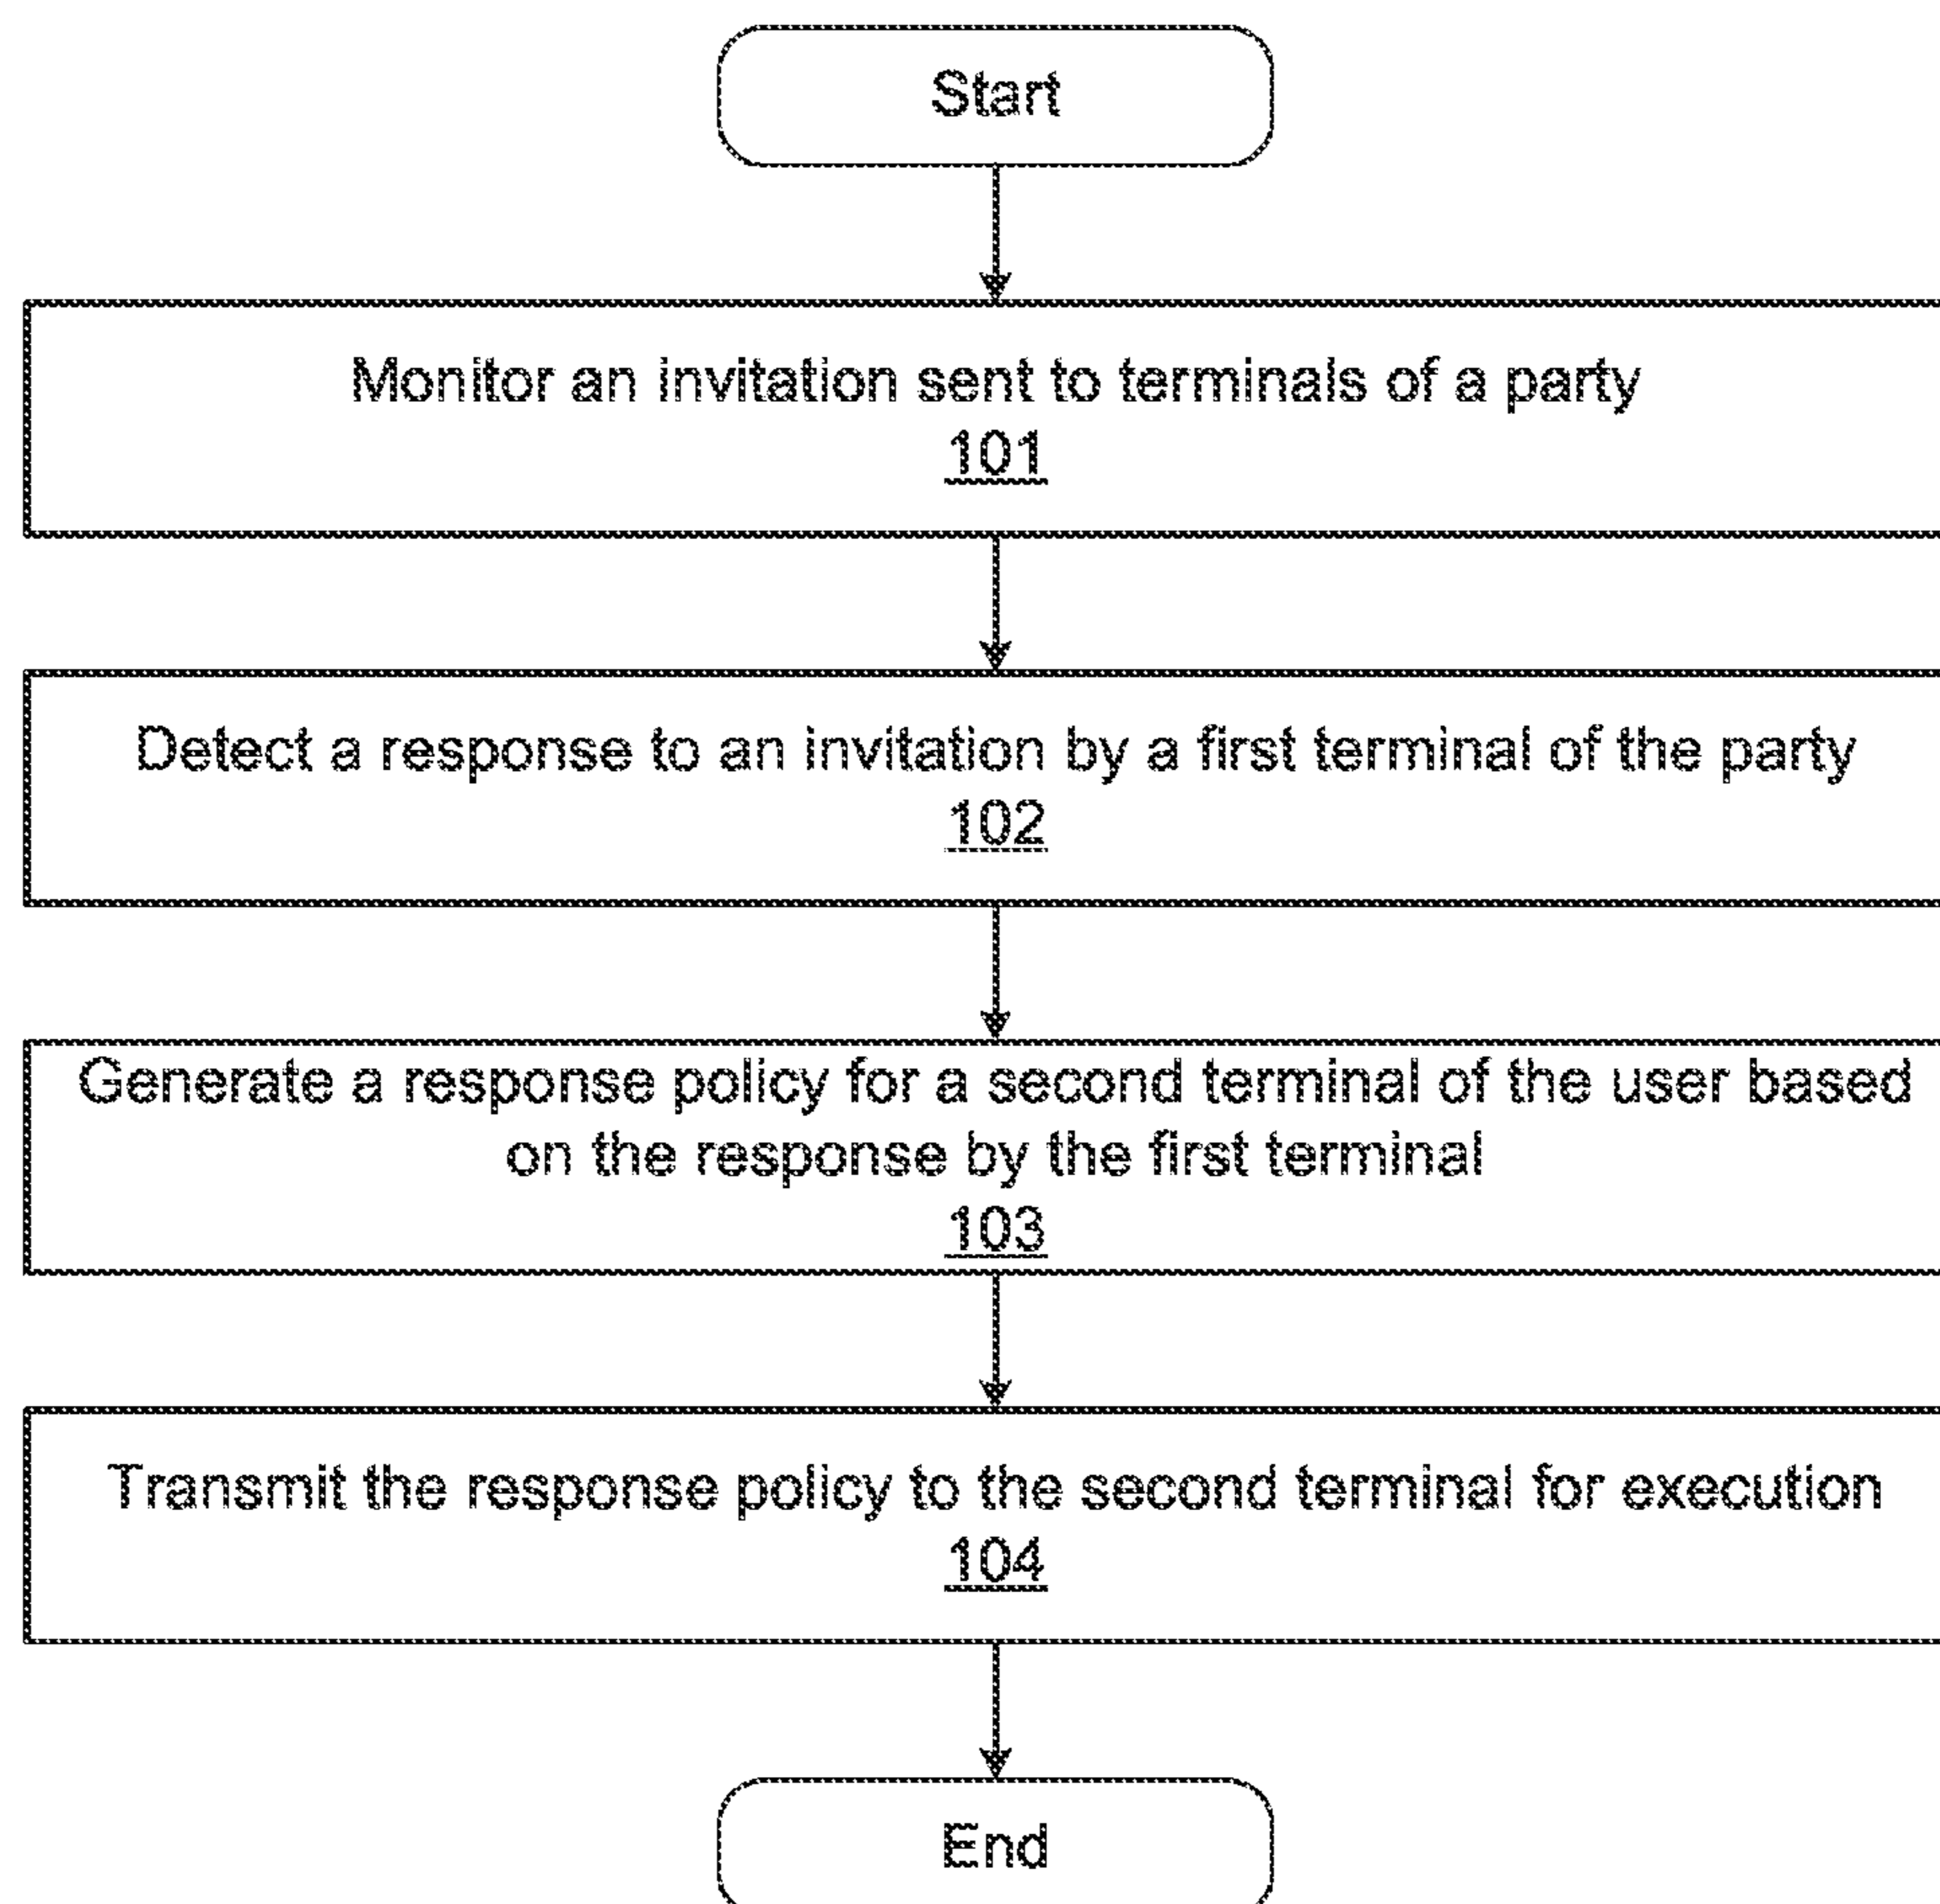 Start
Monitor an invitation sent to terminals of a party
101
Detect a response to an invitation by a first terminal of the party
102
Generate a response policy for a second terminal of the user based
on the response by the first terminal
103
Transmit the response policy to the second terminal for execution
104
End